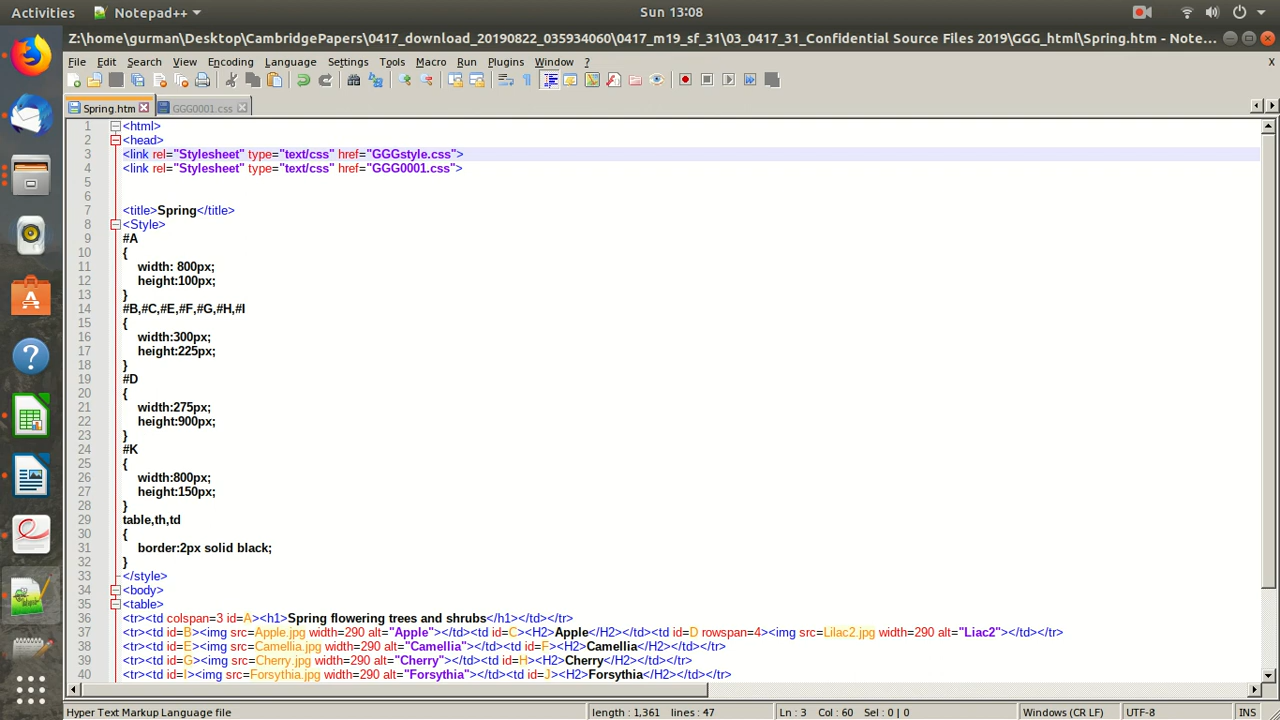 Activities Notepad++ Sun 13:08
Z:\home\gurman\Desktop\CambridgePapers\0417_download_20190822_035934060\0417_m19_sf_31\03_0417_31_Confidential Source Files 2019\GGG_html\Spring.htm - Note...
File Edit Search View Encoding Language Settings Tools Macro Run Plugins Window ? X
Spring.htm GGG0001.css
1 <html>
2 <head>
3 <link rel="Stylesheet" type="text/css" href="GGGstyle.css">
4 <link rel="Stylesheet" type="text/css" href="GGG0001.css">
5
6
7 <title>Spring</title>
8 <Style>
9 #A
10 {
11 width: 800px;
12 height:100px;
13 }
14 #B,#C,#E,#F,#G,#H,#I
15 {
16 width:300px;
17 height:225px;
18 }
19 #D
20 {
21 width:275px;
22 height:900px;
23 }
24 #K
25 {
26 width:800px;
27 height:150px;
28 }
29 table,th,td
30 {
31 border:2px solid black;
32 }
33 </style>
34 <body>
35 <table>
36 <tr><td colspan=3 id=A><h1>Spring flowering trees and shrubs</h1></td></tr>
37 <tr><td id=B><img src=Apple.jpg width=290 alt="Apple"></td><td id=C><H2>Apple</H2></td><td id=D rowspan=4><img src=Lilac2.jpg width=290 alt="Liac2"></td></tr>
38 <tr><td id=E><img src=Camellia.jpg width=290 alt="Camellia"></td><td id=F><H2>Camellia</H2></td></tr>
39 <tr><td id=G><img src=Cherry.jpg width=290 alt="Cherry"></td><td id=H><H2>Cherry</H2></td></tr>
40 <tr><td id=I><img src=Forsythia.jpg width=290 alt="Forsythia"></td><td id=J><H2>Forsythia</H2></td></tr>
Hyper Text Markup Language file length : 1,361 lines : 47 Ln : 3 Col : 60 Sel : 0 | 0 Windows (CR LF) UTF-8 INS